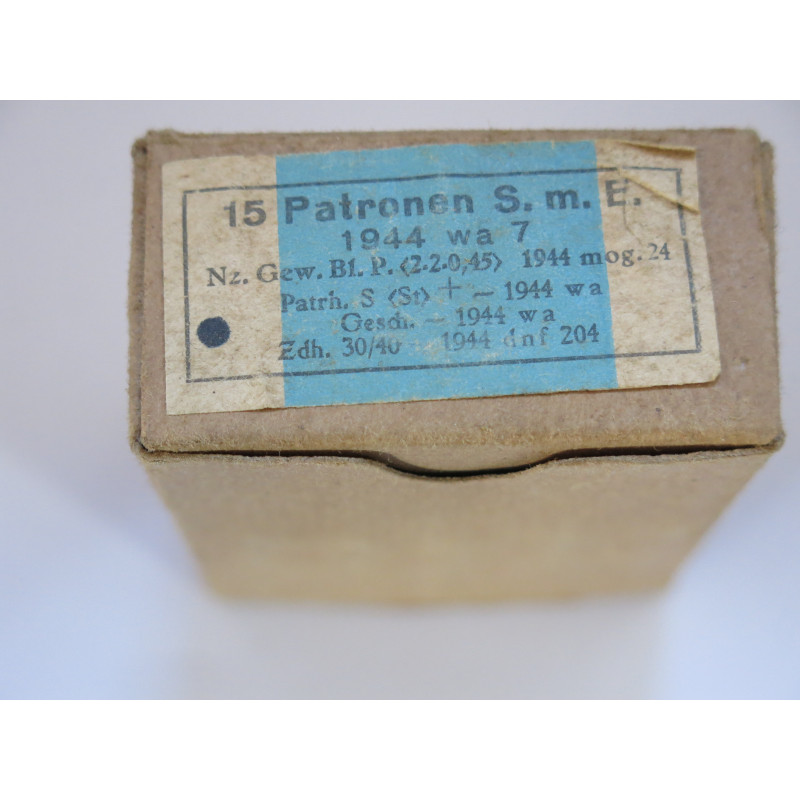 15 Patronen S. m. E.
1944 wa 7
Nz. Gew. Bl. P. (2·2·0,45) 1944 mog. 24
Patrh. S (St) + – 1944 wa
Gesch. – 1944 wa
Zdh. 30/40 – 1944 dnf 204